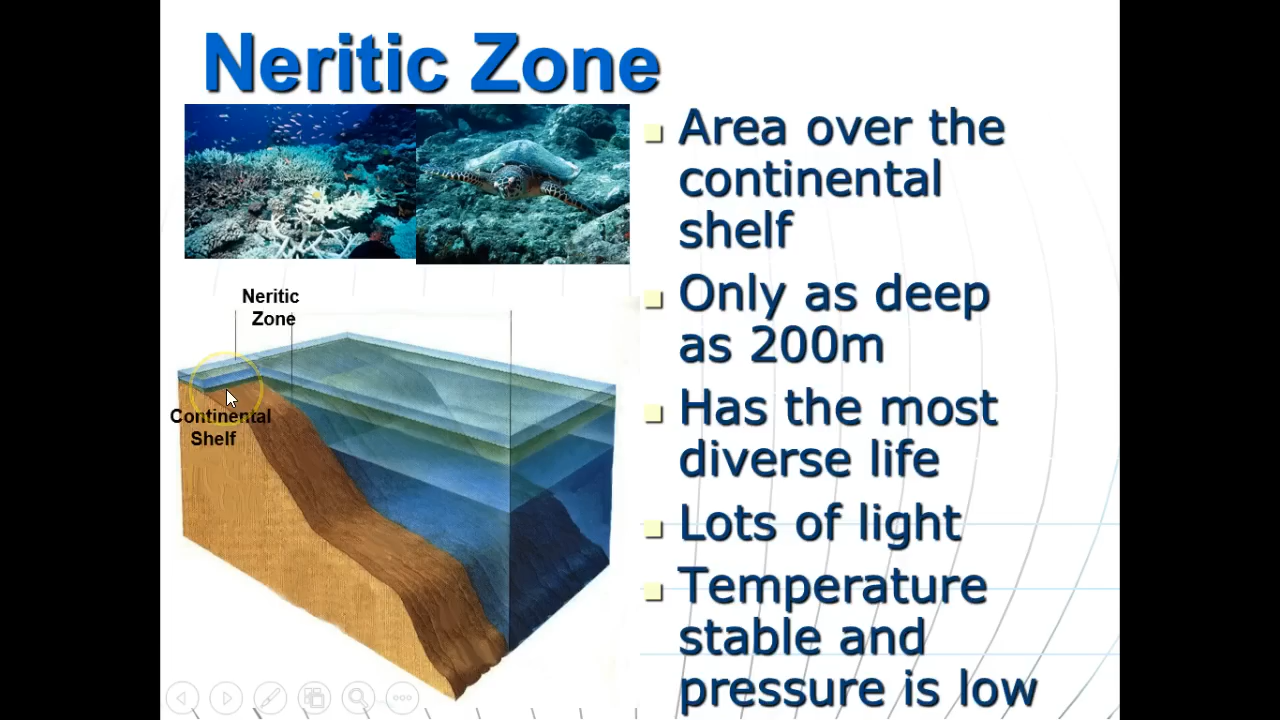 Neritic Zone
Area over the
continental
shelf
Only as deep
as 200m
Has the most
diverse life
Lots of light
Temperature
stable and
pressure is low
Neritic
Zone
Continental
Shelf